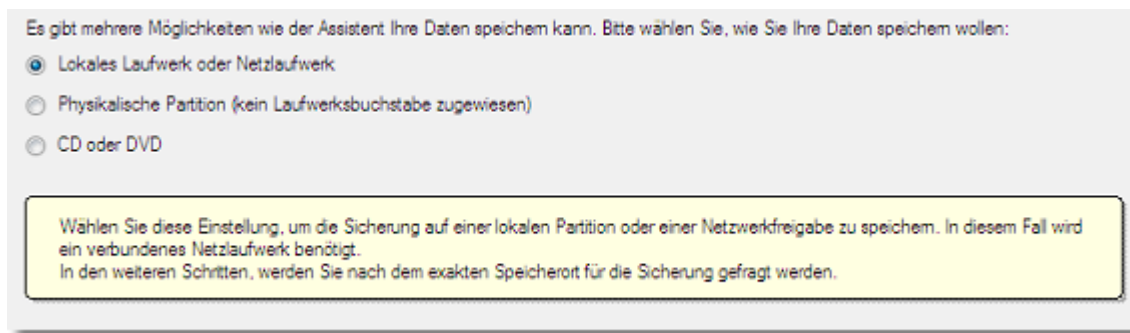 Es gibt mehrere Möglichkeiten wie der Assistent Ihre Daten speichern kann. Bitte wählen Sie, wie Sie Ihre Daten speichern wollen:
Lokales Laufwerk oder Netzlaufwerk
Physikalische Partition (kein Laufwerksbuchstabe zugewiesen)
CD oder DVD
Wählen Sie diese Einstellung, um die Sicherung auf einer lokalen Partition oder einer Netzwerkfreigabe zu speichern. In diesem Fall wird
ein verbundenes Netzlaufwerk benötigt.
In den weiteren Schritten, werden Sie nach dem exakten Speicherort für die Sicherung gefragt werden.